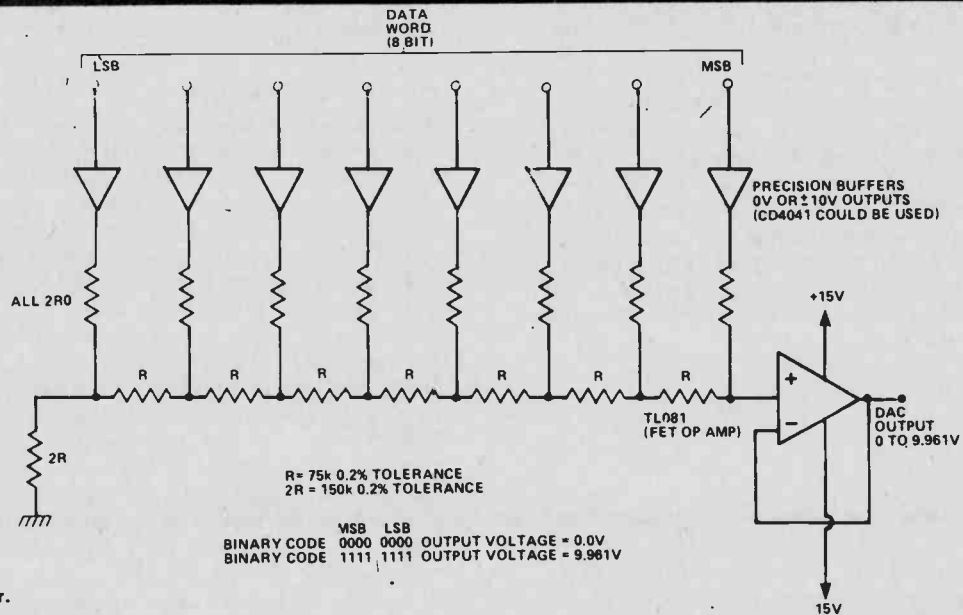 DATA
WORD
(8 BIT)
LSB
MSB
PRECISION BUFFERS
0V OR ±10V OUTPUTS
(CD4041 COULD BE USED)
ALL 2R0
+15V
R
R
R
R
R
R
R
+
−
TL081
(FET OP AMP)
DAC
OUTPUT
0 TO 9.961V
2R
R= 75k 0.2% TOLERANCE
2R = 150k 0.2% TOLERANCE
MSB LSB
BINARY CODE 0000 0000 OUTPUT VOLTAGE = 0.0V
BINARY CODE 1111 1111 OUTPUT VOLTAGE = 9.961V
15V
r.